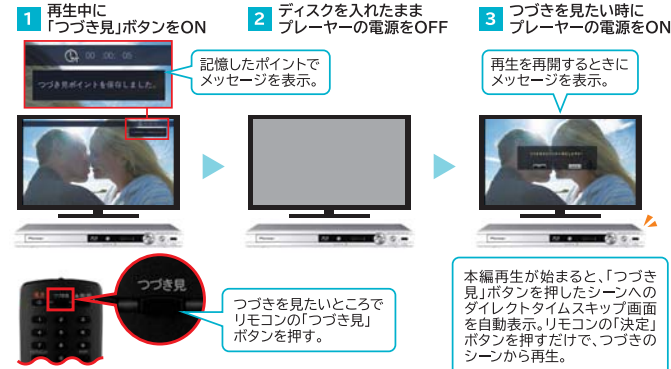 1 再生中に
「つづき見」ボタンをON
00 :00: 05
つづき見ポイントを保存しました。
記憶したポイントで
メッセージを表示。
つづき見
つづきを見たいところで
リモコンの「つづき見」
ボタンを押す。
2 ディスクを入れたまま
プレーヤーの電源をOFF
3 つづきを見たい時に
プレーヤーの電源をON
再生を再開するときに
メッセージを表示。
本編再生が始まると、「つづき
見」ボタンを押したシーンへの
ダイレクトタイムスキップ画面
を自動表示。リモコンの「決定」
ボタンを押すだけで、つづきの
シーンから再生。